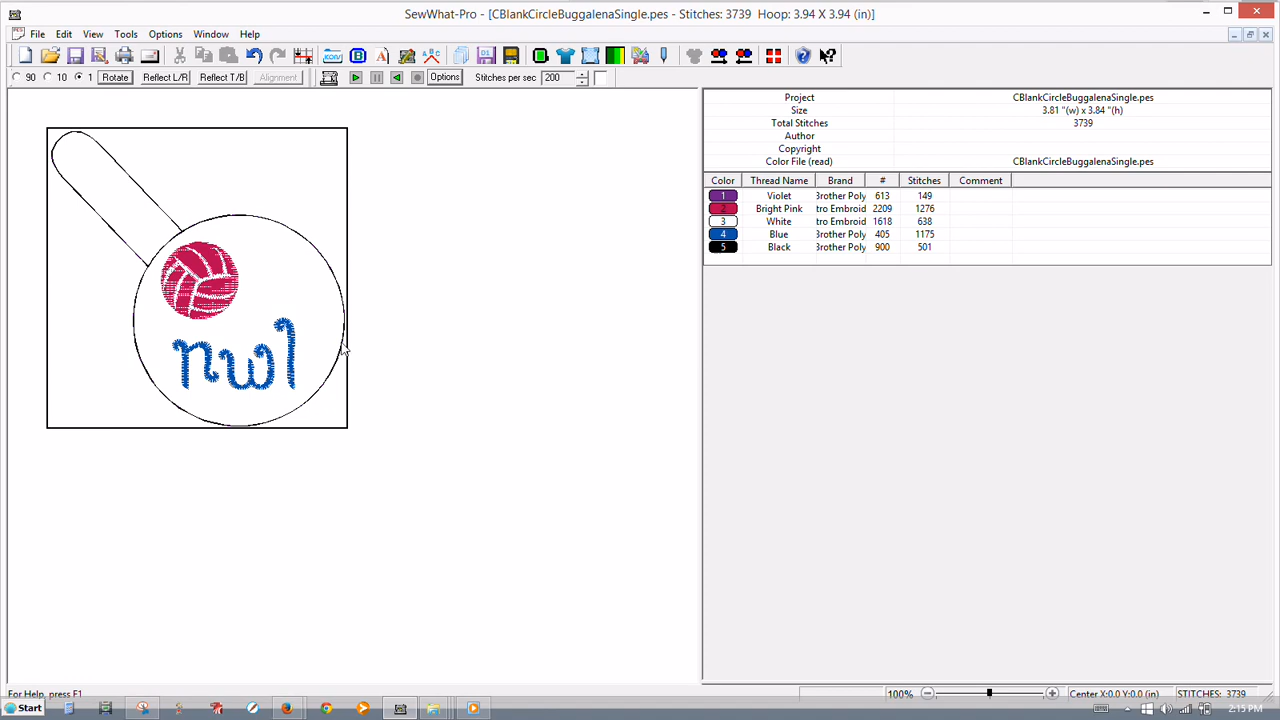 SewWhat-Pro - [CBlankCircleBuggalenaSingle.pes - Stitches: 3739 Hoop: 3.94 X 3.94 (in)]
File Edit View Tools Options Window Help
90 10 1 Rotate Reflect L/R Reflect T/B Alignment Options Stitches per sec 200
Project CBlankCircleBuggalenaSingle.pes
Size 3.81 "(w) x 3.84 "(h)
Total Stitches 3739
Author
Copyright
Color File (read) CBlankCircleBuggalenaSingle.pes
Color Thread Name Brand # Stitches Comment
1 Violet Brother Poly 613 149
2 Bright Pink tro Embroid 2209 1276
3 White tro Embroid 1618 638
4 Blue Brother Poly 405 1175
5 Black Brother Poly 900 501
nwl
For Help, press F1
100% Center X:0.0 Y:0.0 (in) STITCHES: 3739
Start 2:15 PM